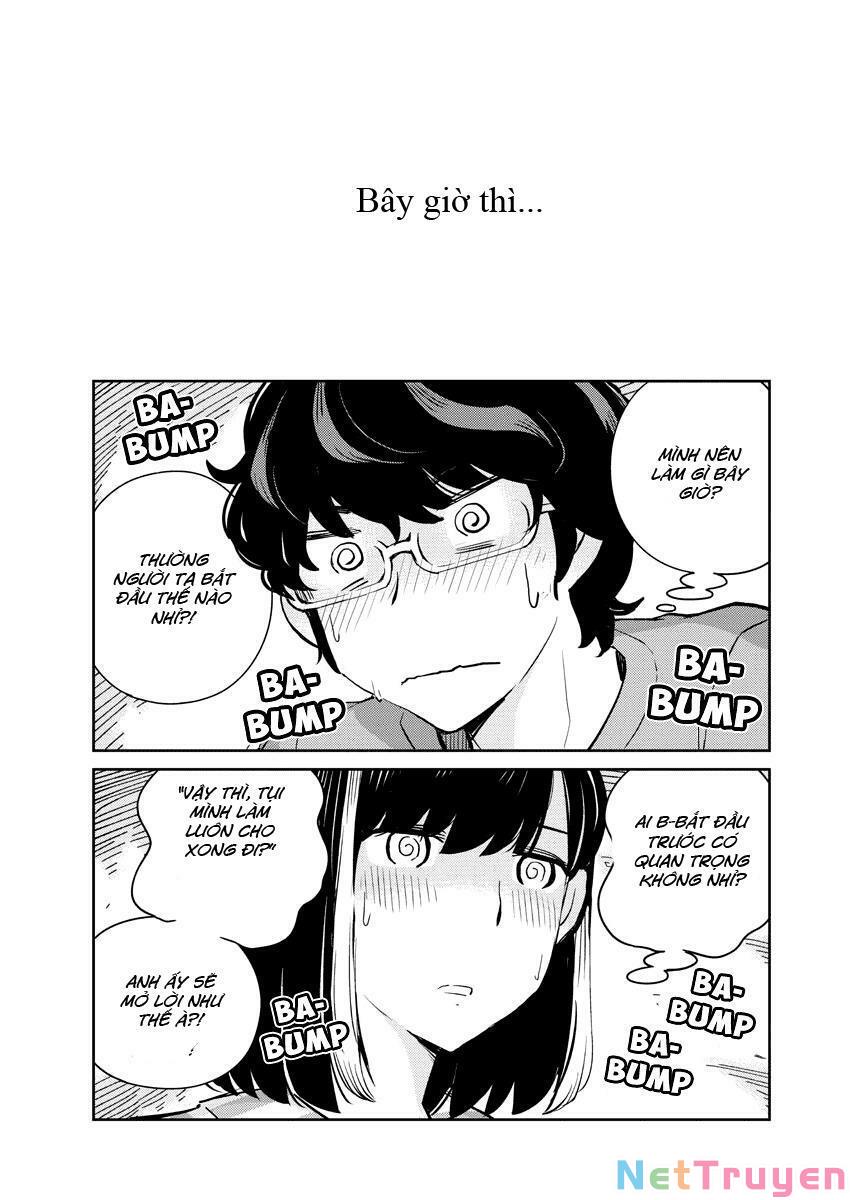 Bây giờ thì...
BA-
BUMP
MÌNH NÊN
LÀM GÌ BÂY
GIỜ?
THƯỜNG
NGƯỜI TA BẮT
ĐẦU THẾ NÀO
NHỈ?!
BA-
BUMP
BA-
BUMP
AI B-BẮT ĐẦU
TRƯỚC CÓ
QUAN TRỌNG
KHÔNG NHỈ?
"VẬY THÌ, TỤI
MÌNH LÀM
LUÔN CHO
XONG ĐI?"
ANH ẤY SẼ
MỞ LỜI NHƯ
THẾ À?!
BA-
BUMP
BA-
BUMP
BA-
BUMP
NetTruyen